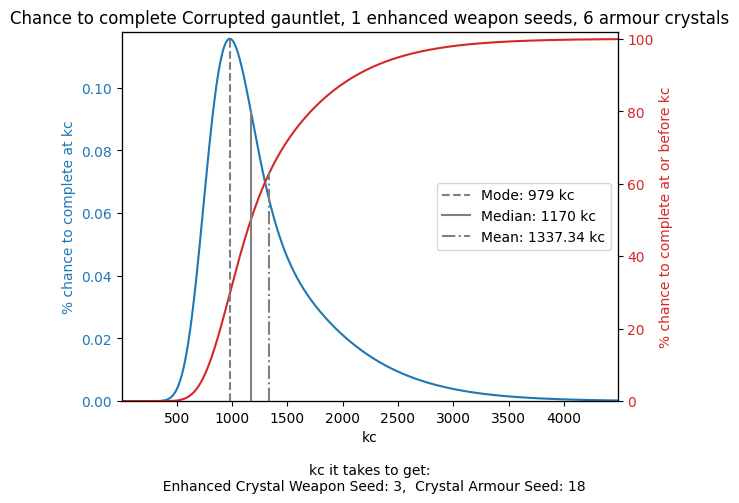 Chance to complete Corrupted gauntlet, 1 enhanced weapon seeds, 6 armour crystals
% chance to complete at kc
0.10
0.08
0.06
0.04
0.02
0.00
Mode: 979 kc
Median: 1170 kc
Mean: 1337.34 kc
100
80
60
40
20
0
% chance to complete at or before kc
500 1000 1500 2000 2500 3000 3500 4000
kc
kc it takes to get:
Enhanced Crystal Weapon Seed: 3, Crystal Armour Seed: 18